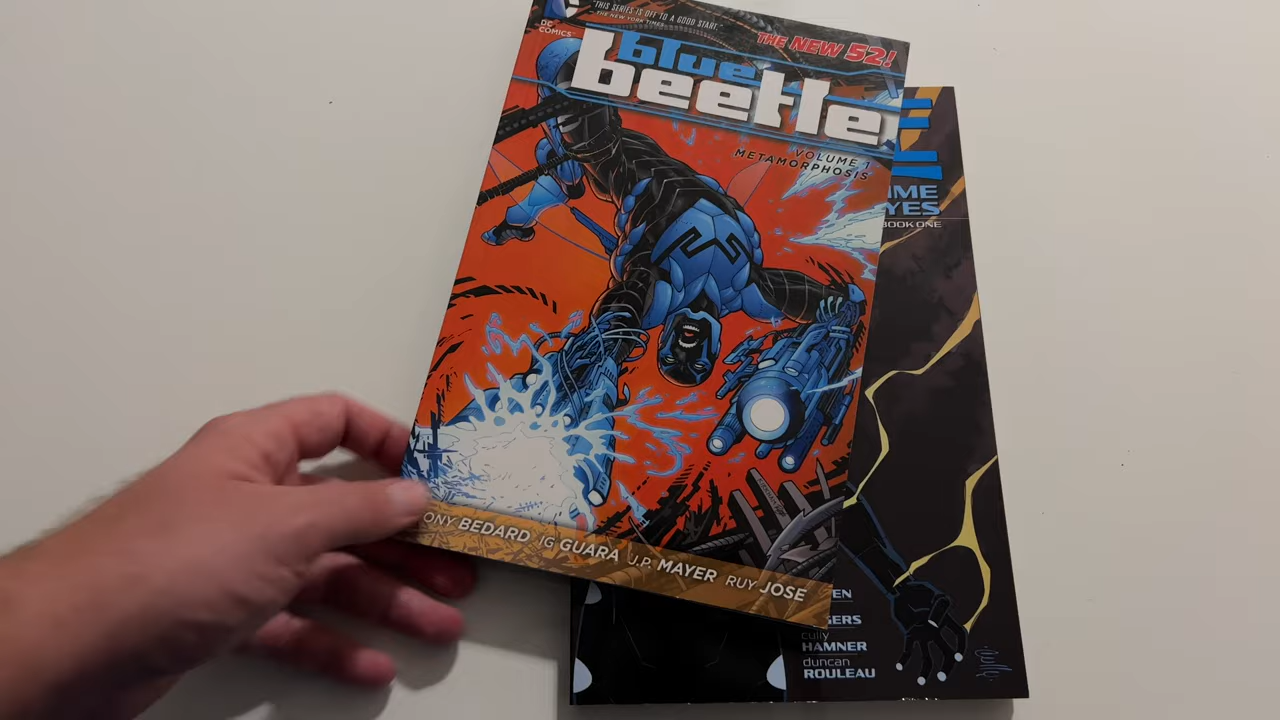 "THIS SERIES IS OFF TO A GOOD START."
—THE NEW YORK TIMES
DC
COMICS™
THE NEW 52!
blue
beetle
VOLUME 1
METAMORPHOSIS
ONY BEDARD IG GUARA J.P. MAYER RUY JOSE
E
IME
YES
BOOK ONE
EN
GERS
cully
HAMNER
duncan
ROULEAU